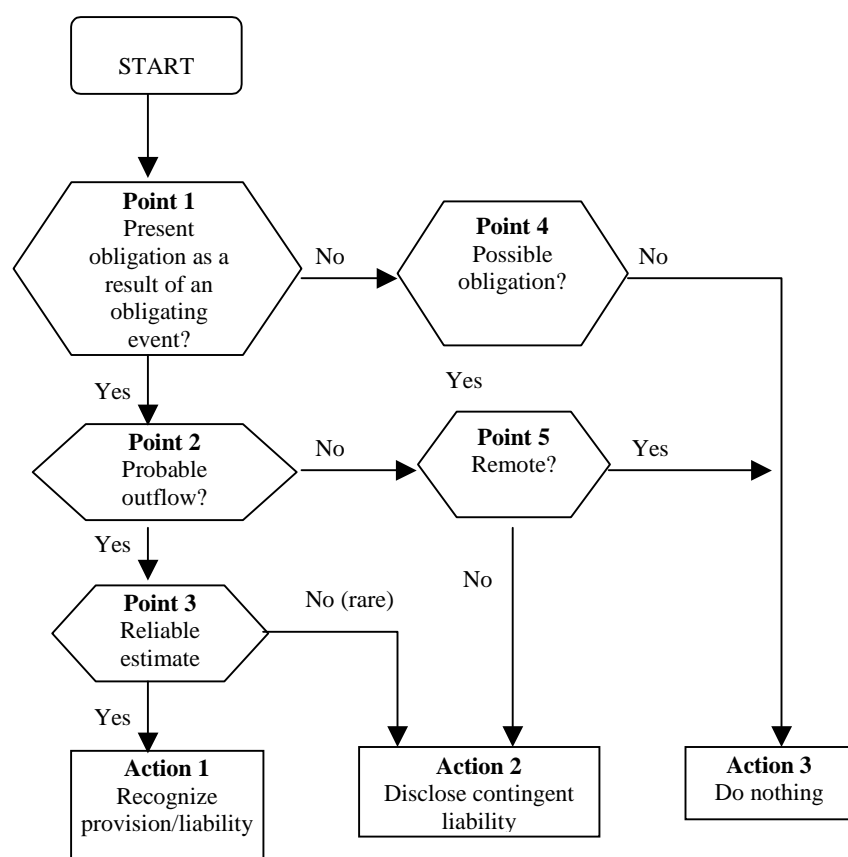 START
Point 1
Present
obligation as a
result of an
obligating
event?
No
Point 4
Possible
obligation?
No
Yes
Yes
Point 2
Probable
outflow?
No
Point 5
Remote?
Yes
Yes
No
Point 3
Reliable
estimate
No (rare)
Yes
Action 1
Recognize
provision/liability
Action 2
Disclose contingent
liability
Action 3
Do nothing